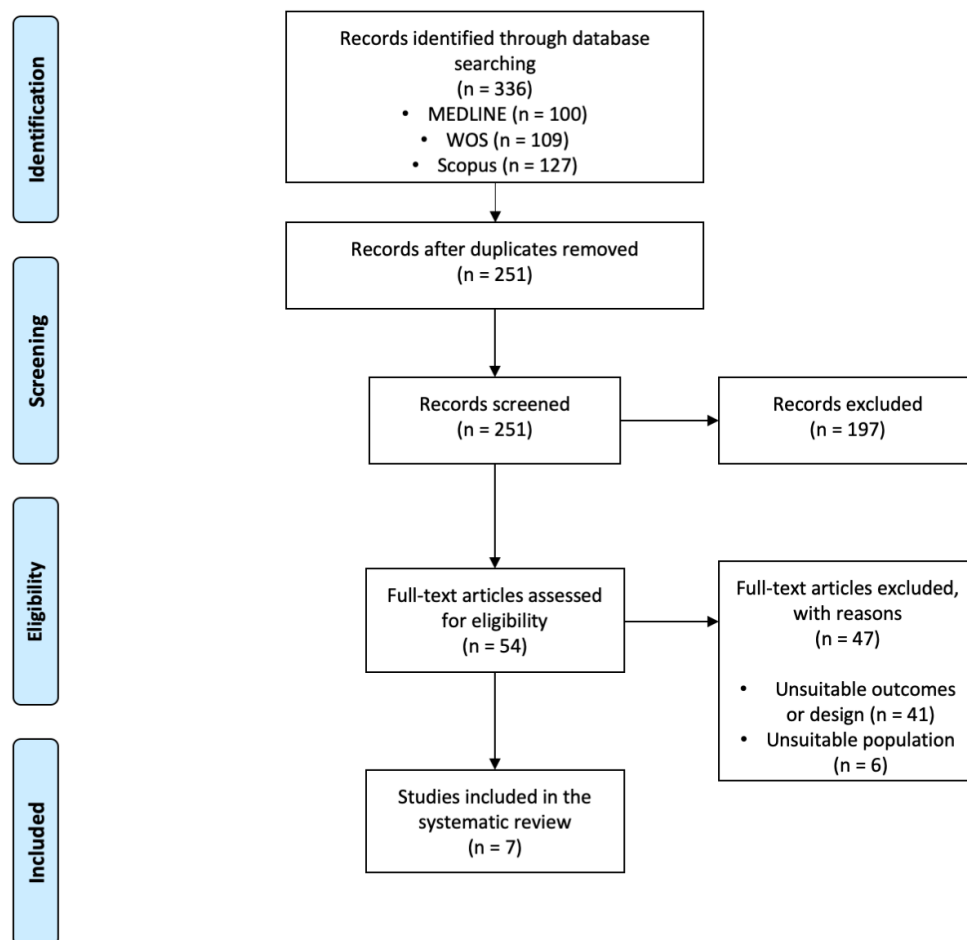 Identification
Records identified through database
searching
(n = 336)
• MEDLINE (n = 100)
• WOS (n = 109)
• Scopus (n = 127)
Records after duplicates removed
(n = 251)
Screening
Records screened
(n = 251)
Records excluded
(n = 197)
Eligibility
Full-text articles assessed
for eligibility
(n = 54)
Full-text articles excluded,
with reasons
(n = 47)
• Unsuitable outcomes
or design (n = 41)
• Unsuitable population
(n = 6)
Included
Studies included in the
systematic review
(n = 7)